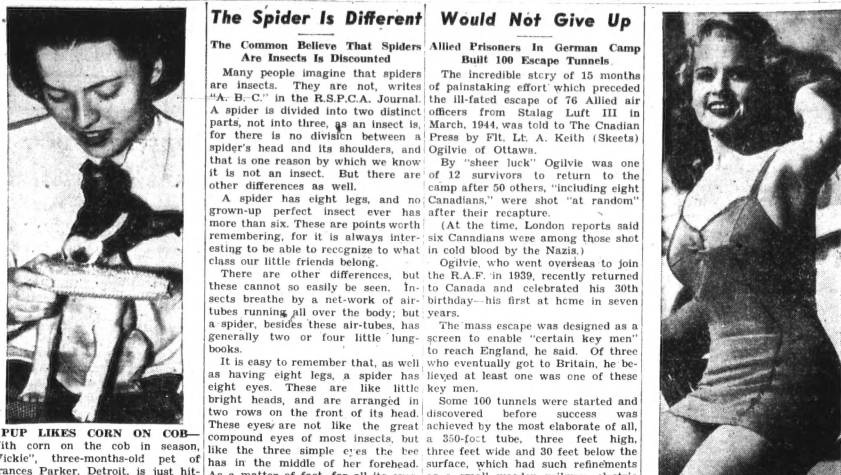 The Spider Is Different
The Common Believe That Spiders
Are Insects Is Discounted
Many people imagine that spiders
are insects. They are not, writes
"A. B. C." in the R.S.P.C.A. Journal.
A spider is divided into two distinct
parts, not into three, as an insect is,
for there is no division between a
spider's head and its shoulders, and
that is one reason by which we know
it is not an insect. But there are
other differences as well.
A spider has eight legs, and no
grown-up perfect insect ever has
more than six. These are points worth
remembering, for it is always inter-
esting to be able to recognize to what
class our little friends belong.
There are other differences, but
these cannot so easily be seen. In-
sects breathe by a net-work of air-
tubes running all over the body; but
a spider, besides these air-tubes, has
generally two or four little lung-
books.
It is easy to remember that, as well
as having eight legs, a spider has
eight eyes. These are like little
bright heads, and are arranged in
two rows on the front of its head.
These eyes are not like the great
compound eyes of most insects, but
like the three simple eyes the bee
has in the middle of her forehead.
As a matter of fact, for all its
Would Not Give Up
Allied Prisoners In German Camp
Built 100 Escape Tunnels
The incredible story of 15 months
of painstaking effort which preceded
the ill-fated escape of 76 Allied air
officers from Stalag Luft III in
March, 1944, was told to The Cnadian
Press by Flt. Lt. A. Keith (Skeets)
Ogilvie of Ottawa.
By "sheer luck" Ogilvie was one
of 12 survivors to return to the
camp after 50 others, "including eight
Canadians," were shot "at random"
after their recapture.
(At the time, London reports said
six Canadians were among those shot
in cold blood by the Nazis.)
Ogilvie, who went overseas to join
the R.A.F. in 1939, recently returned
to Canada and celebrated his 30th
birthday—his first at home in seven
years.
The mass escape was designed as a
screen to enable "certain key men"
to reach England, he said. Of three
who eventually got to Britain, he be-
lieved at least one was one of these
key men.
Some 100 tunnels were started and
discovered before success was
achieved by the most elaborate of all,
a 350-foot tube, three feet high,
three feet wide and 30 feet below the
surface, which had such refinements
PUP LIKES CORN ON COB—
ith corn on the cob in season,
ickie", three-months-old pet of
rances Parker, Detroit, is just hit-